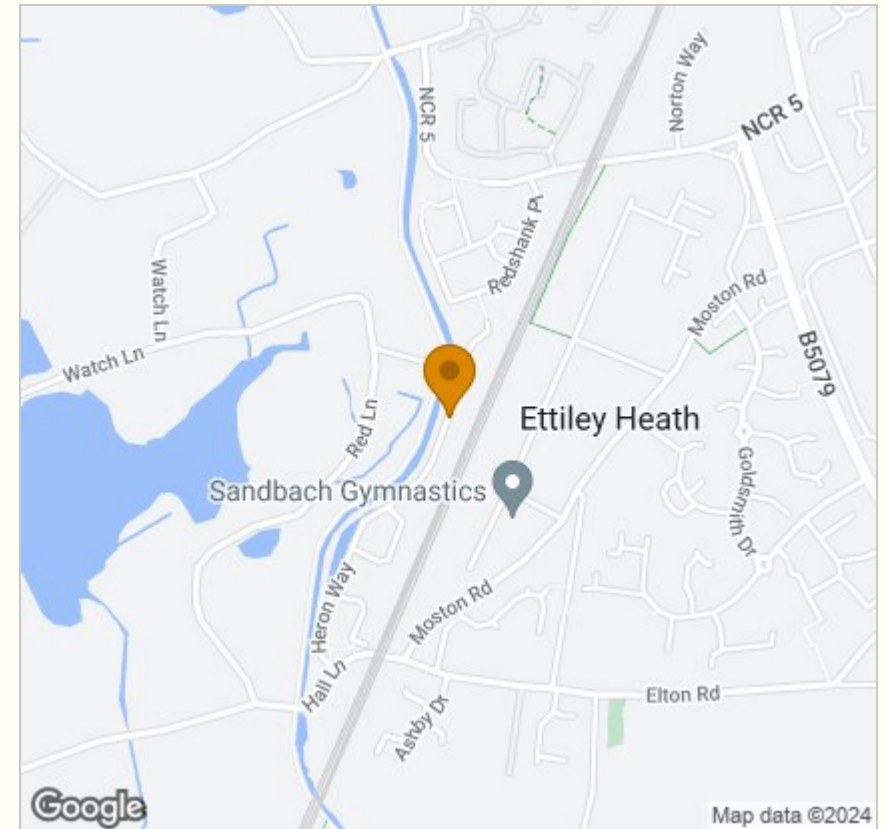 NCR 5
Norton Way
NCR 5
Redshank Pl
Watch Ln
Moston Rd
Watch Ln
B5079
Red Ln
Ettiley Heath
Sandbach Gymnastics
Goldsmith Dr
Heron Way
Moston Rd
Hall Ln
Elton Rd
Ashby Dr
Google
Map data ©2024